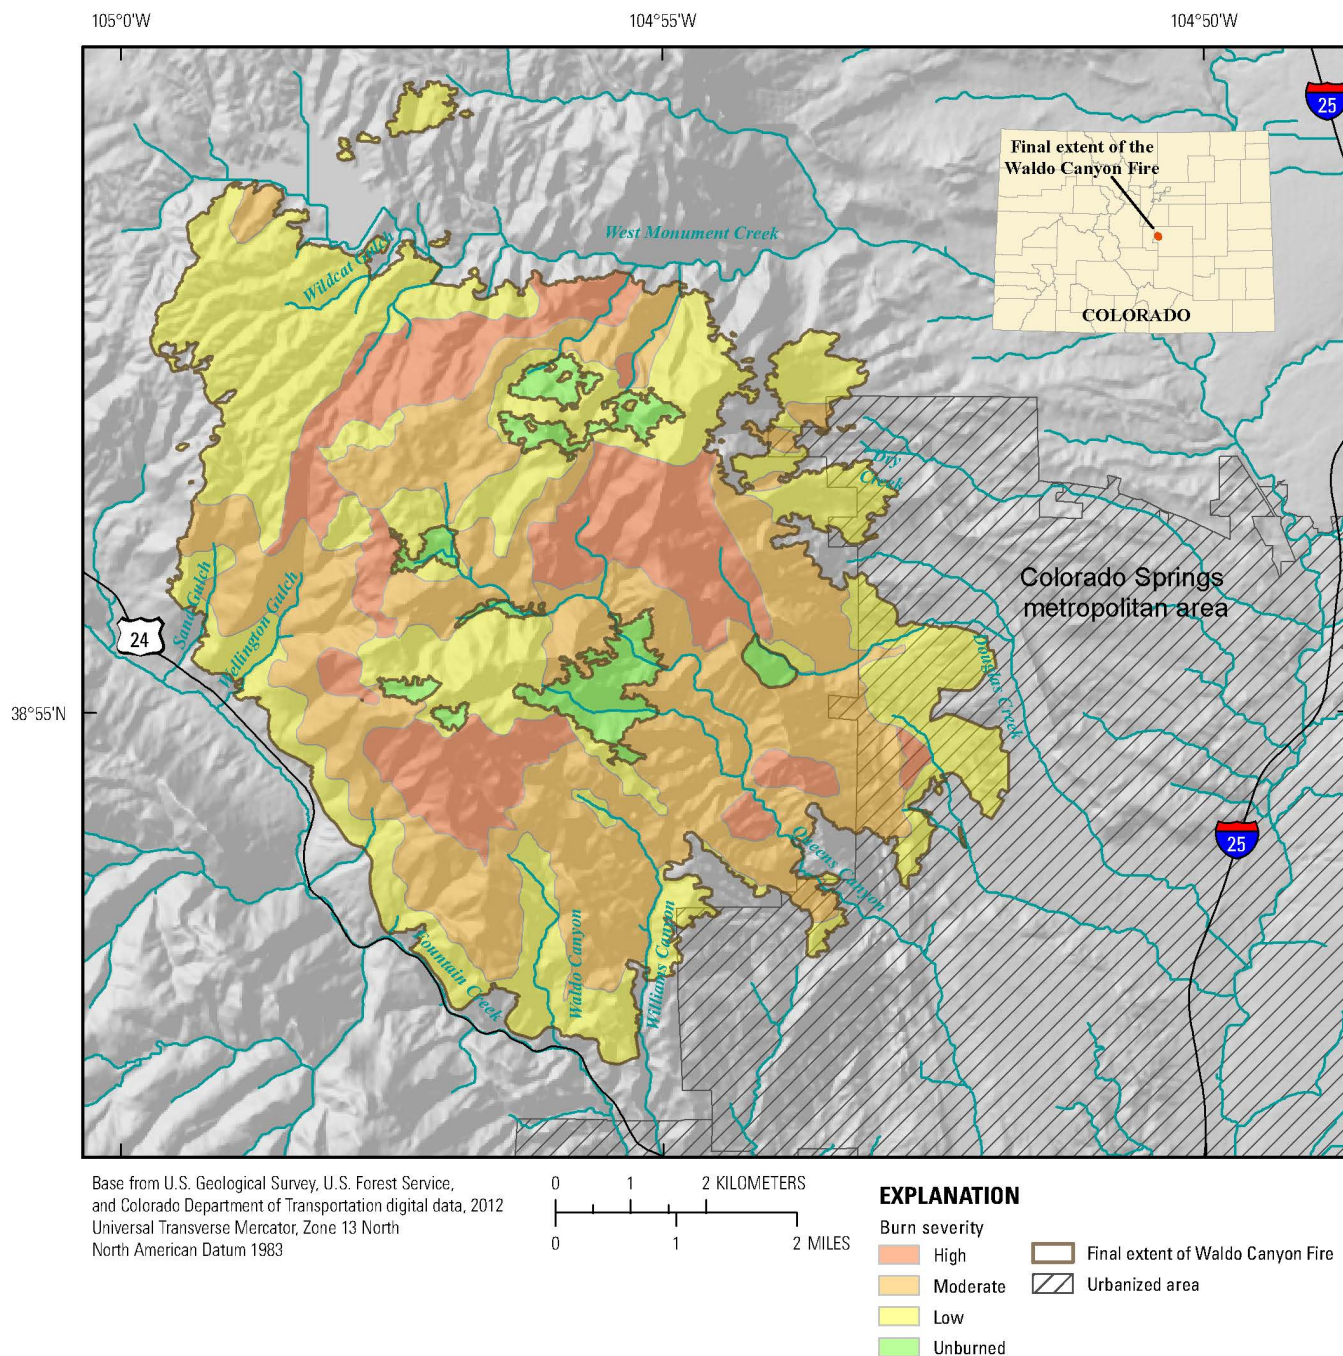 105°0'W
104°55'W
104°50'W
25
Final extent of the
Waldo Canyon Fire
COLORADO
West Monument Creek
Wildcat Gulch
Dry
Creek
Colorado Springs
metropolitan area
Sand Gulch
Wellington Gulch
24
Douglas Creek
38°55'N
25
Queens Canyon
Fountain Creek
Waldo Canyon
Williams Canyon
Base from U.S. Geological Survey, U.S. Forest Service,
and Colorado Department of Transportation digital data, 2012
Universal Transverse Mercator, Zone 13 North
North American Datum 1983
0 1 2 KILOMETERS
0 1 2 MILES
EXPLANATION
Burn severity
High
Moderate
Low
Unburned
Final extent of Waldo Canyon Fire
Urbanized area